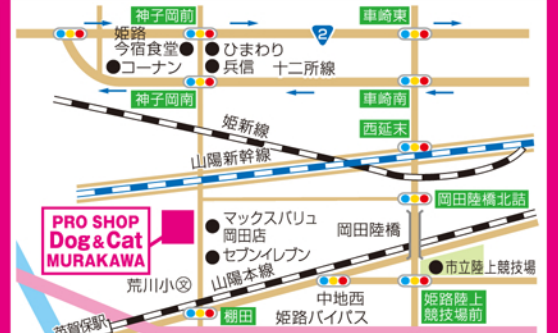 神子岡前
車崎東
姫路
今宿食堂
ひまわり
2
コーナン
兵信
十二所線
神子岡南
車崎南
姫新線
西延末
山陽新幹線
岡田陸橋北詰
PRO SHOP
Dog&Cat
MURAKAWA
マックスバリュ
岡田店
岡田陸橋
セブンイレブン
市立陸上競技場
荒川小文
山陽本線
中地西
姫路バイパス
姫路陸上
競技場前
棚田
英賀保駅